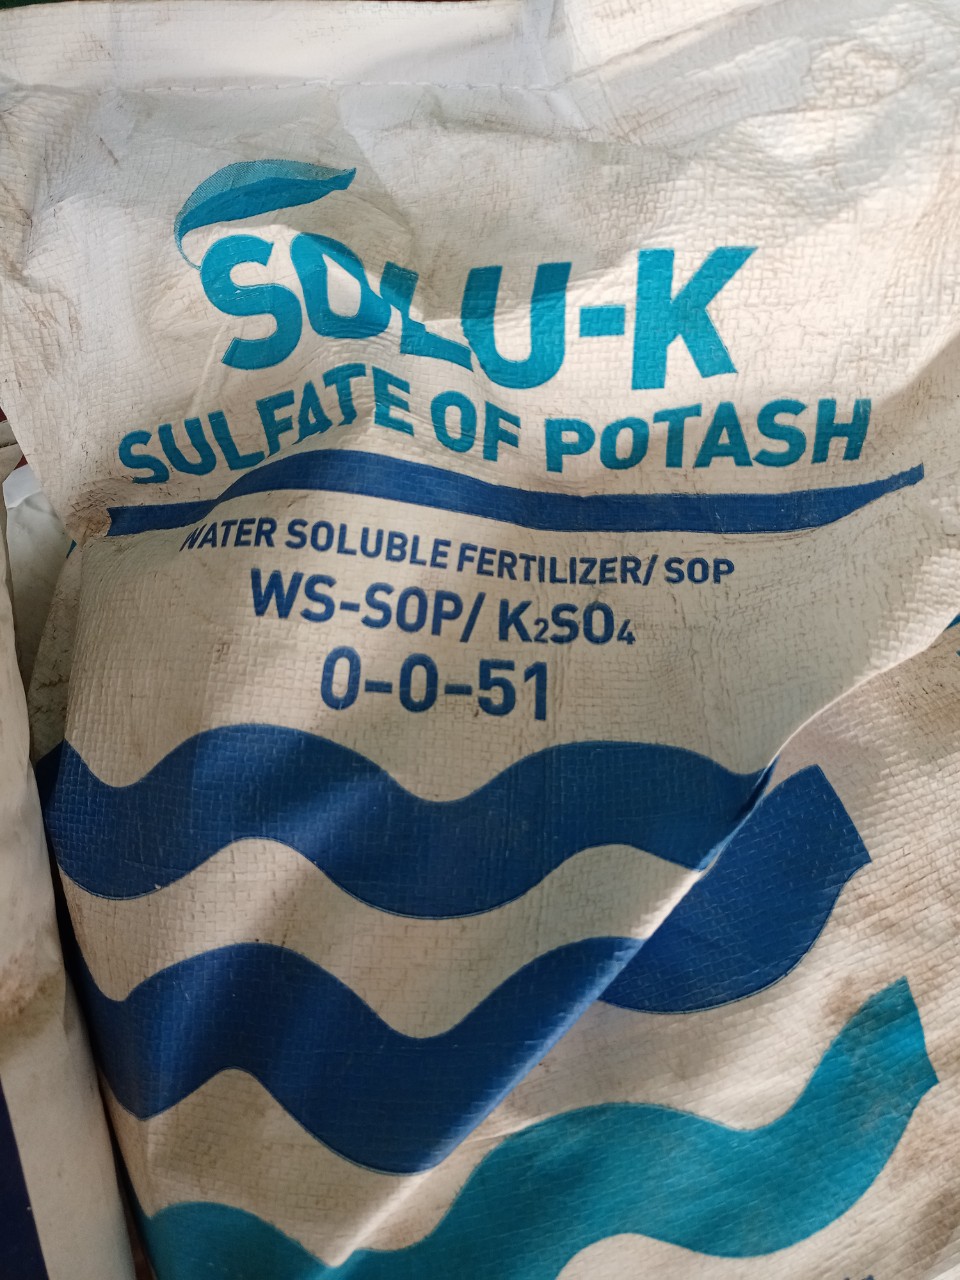 SOLU-K
SULFATE OF POTASH
WATER SOLUBLE FERTILIZER/ SOP
WS-SOP/ K₂SO₄
0-0-51